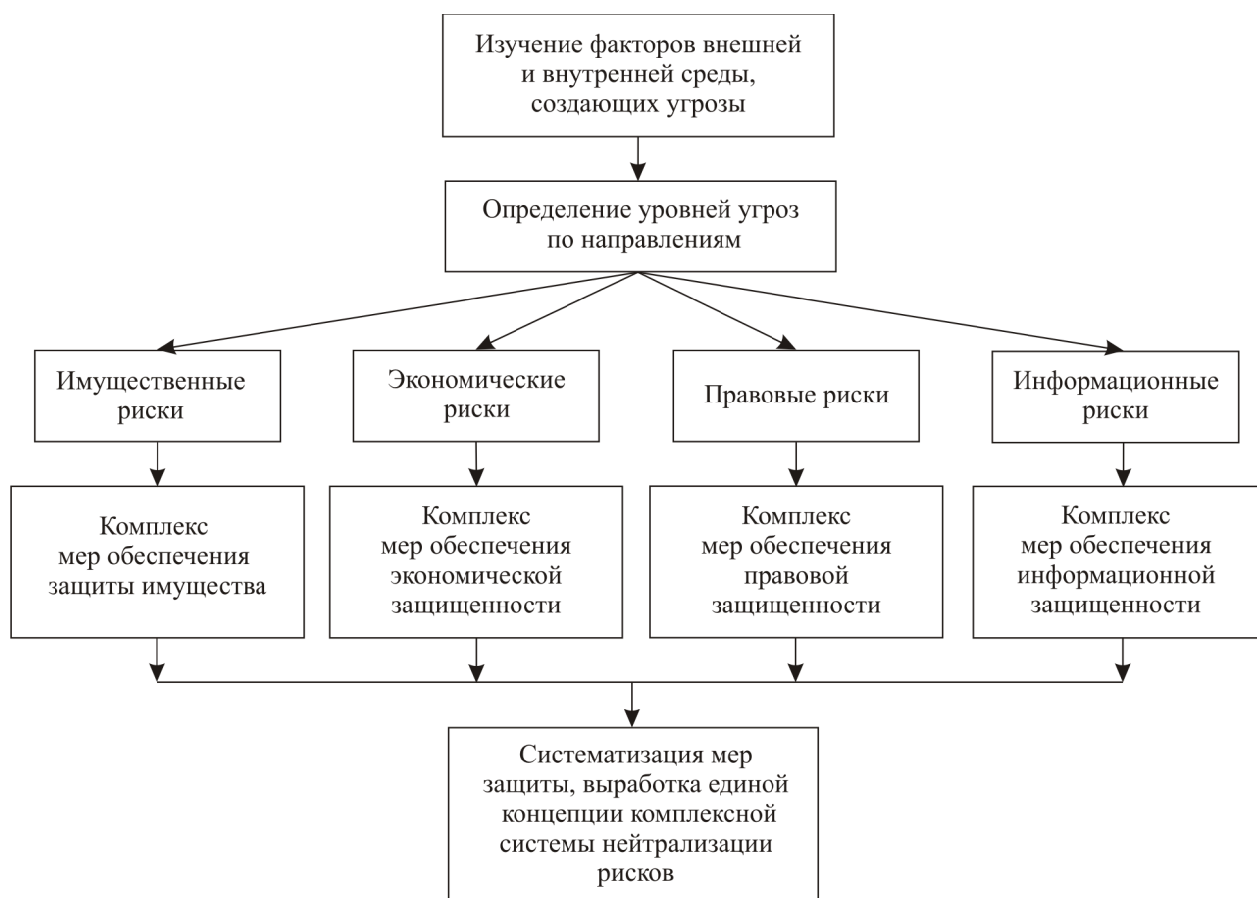 Изучение факторов внешней
и внутренней среды,
создающих угрозы
Определение уровней угроз
по направлениям
Имущественные
риски
Экономические
риски
Правовые риски
Информационные
риски
Комплекс
мер обеспечения
защиты имущества
Комплекс
мер обеспечения
экономической
защищенности
Комплекс
мер обеспечения
правовой
защищенности
Комплекс
мер обеспечения
информационной
защищенности
Систематизация мер
защиты, выработка единой
концепции комплексной
системы нейтрализации
рисков